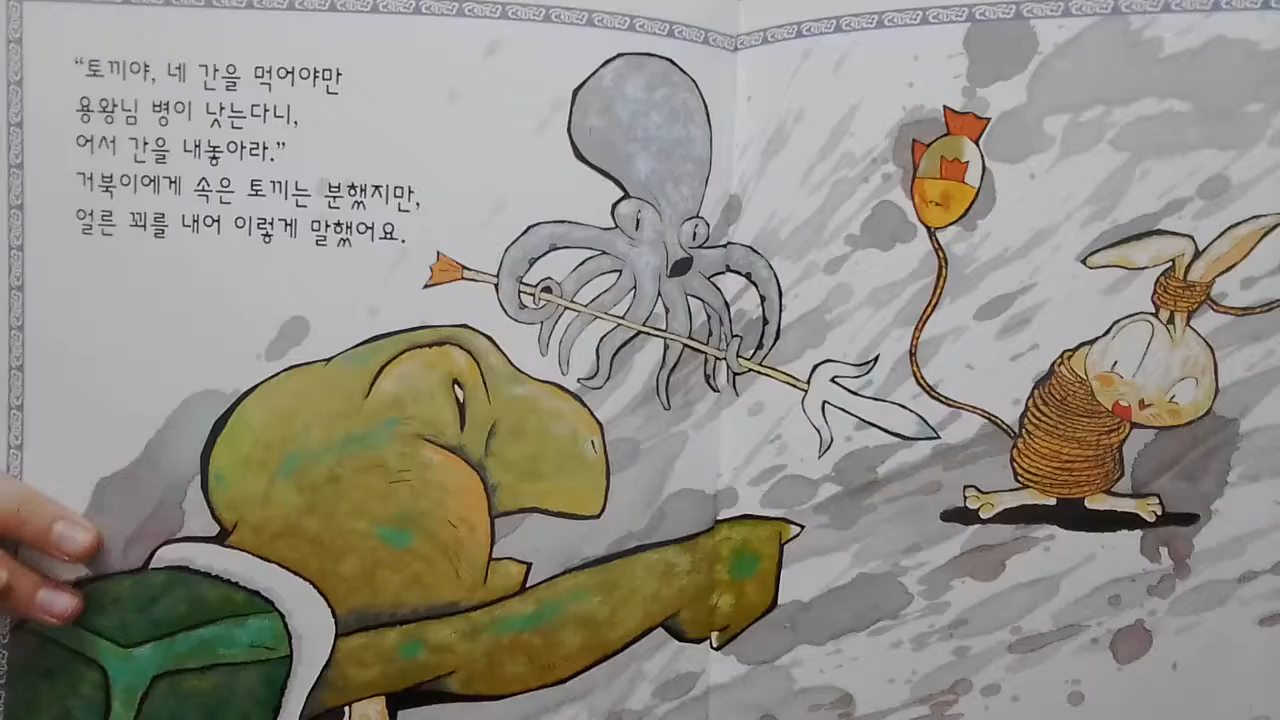 “토끼야, 네 간을 먹어야만
용왕님 병이 낫는다니,
어서 간을 내놓아라.”
거북이에게 속은 토끼는 분했지만,
얼른 꾀를 내어 이렇게 말했어요.